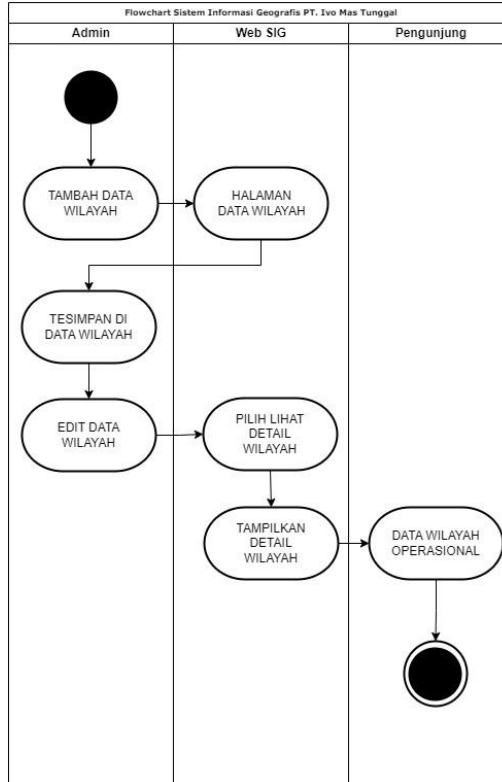 Flowchart Sistem Informasi Geografis PT. Ivo Mas Tunggal
Admin
Web SIG
Pengunjung
TAMBAH DATA
WILAYAH
HALAMAN
DATA WILAYAH
TESIMPAN DI
DATA WILAYAH
EDIT DATA
WILAYAH
PILIH LIHAT
DETAIL
WILAYAH
TAMPILKAN
DETAIL
WILAYAH
DATA WILAYAH
OPERASIONAL